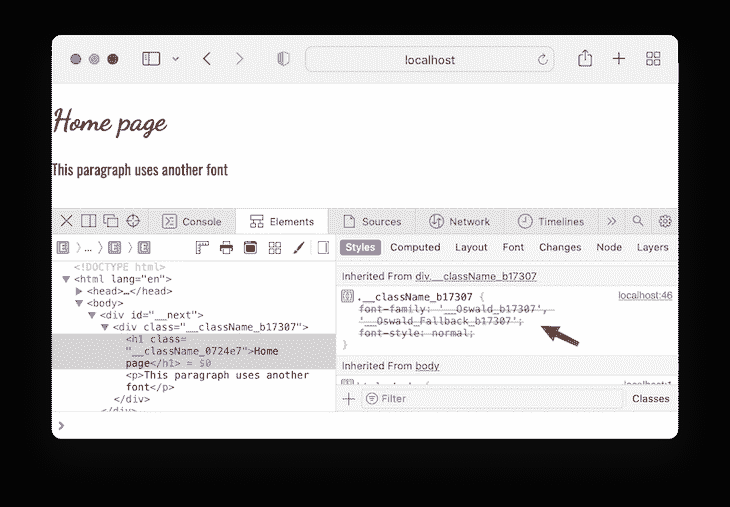 localhost
Home page
This paragraph uses another font
Console Elements Sources Network Timelines
E ... E E Styles Computed Layout Font Changes Node Layers
<!DOCTYPE html>
<html lang="en">
<head>…</head>
<body>
<div id="__next">
<div class="__className_b17307">
<h1 class=
"__className_0724e7">Home
page</h1> = $0
<p>This paragraph uses another
font</p>
</div>
</div>
Inherited From div.__className_b17307
.__className_b17307 { localhost:46
font-family: '__Oswald_b17307',
'__Oswald_Fallback_b17307';
font-style: normal;
}
Inherited From body
Filter Classes